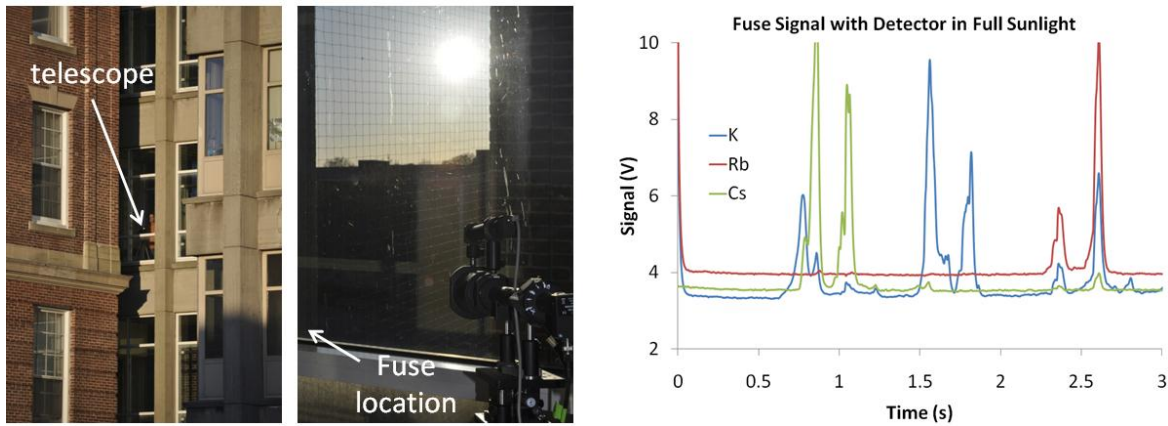 telescope
Fuse
location
Fuse Signal with Detector in Full Sunlight
Signal (V)
10
8
6
4
2
K
Rb
Cs
0
0.5
1
1.5
2
2.5
3
Time (s)